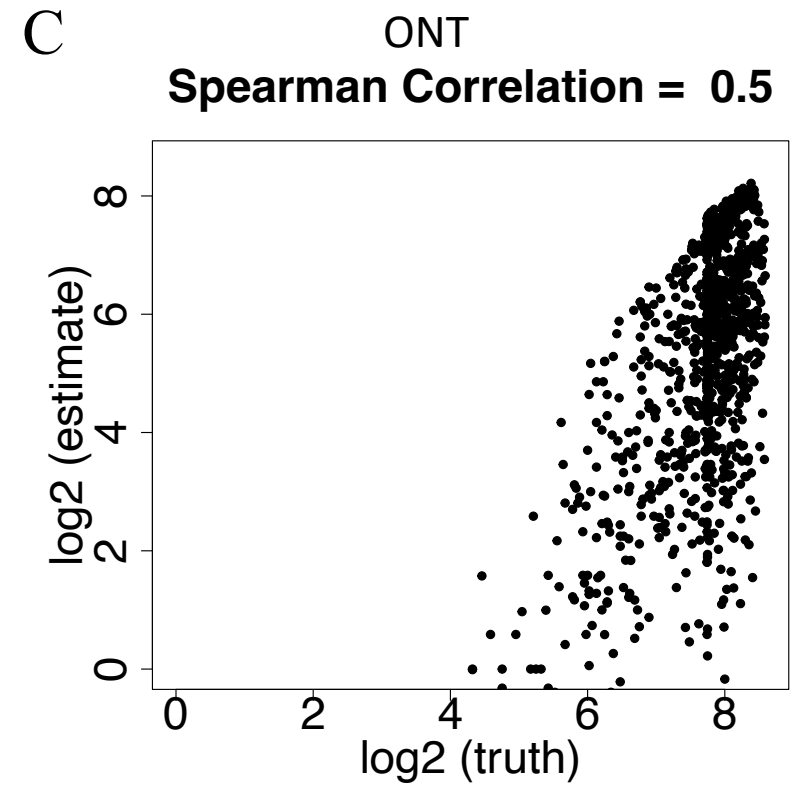 C
ONT
Spearman Correlation = 0.5
log2 (estimate)
8
6
4
2
0
0 2 4 6 8
log2 (truth)